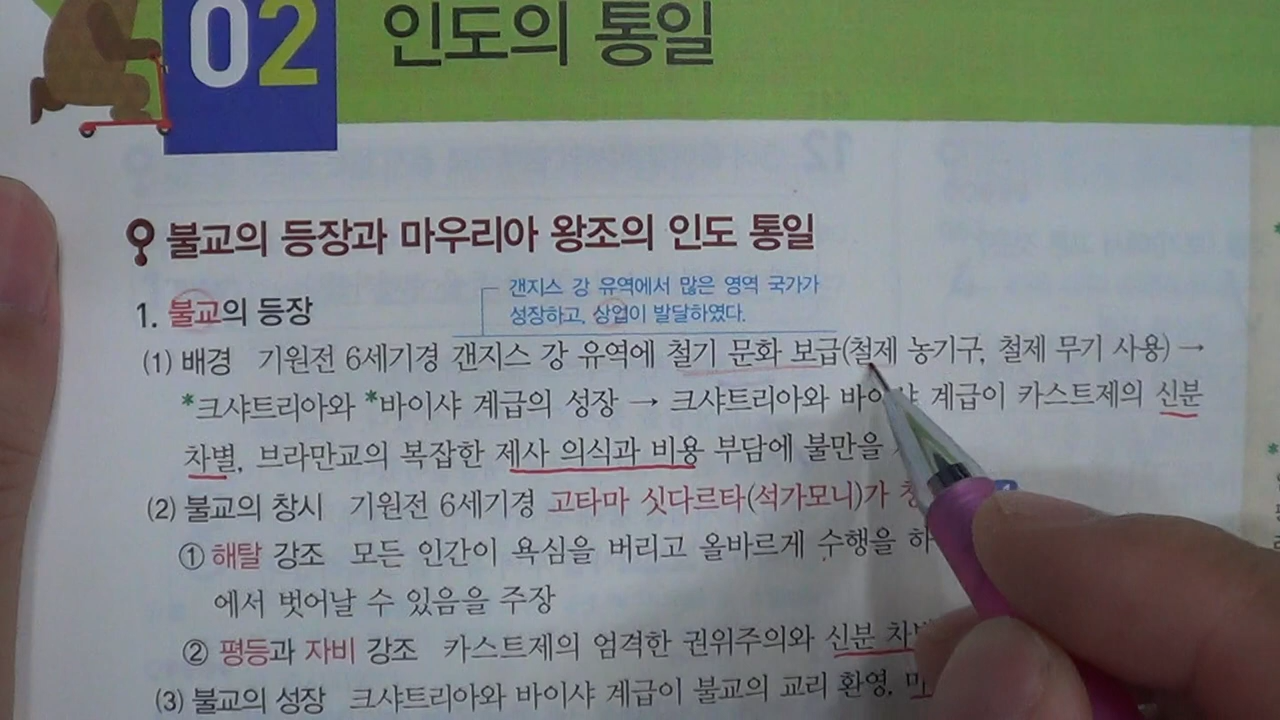 02 인도의 통일
불교의 등장과 마우리아 왕조의 인도 통일
1. 불교의 등장
갠지스 강 유역에서 많은 영역 국가가
성장하고, 상업이 발달하였다.
(1) 배경 기원전 6세기경 갠지스 강 유역에 철기 문화 보급(철제 농기구, 철제 무기 사용) →
*크샤트리아와 *바이샤 계급의 성장 → 크샤트리아와 바이샤 계급이 카스트제의 신분
차별, 브라만교의 복잡한 제사 의식과 비용 부담에 불만을
(2) 불교의 창시 기원전 6세기경 고타마 싯다르타(석가모니)가
① 해탈 강조 모든 인간이 욕심을 버리고 올바르게 수행을
에서 벗어날 수 있음을 주장
② 평등과 자비 강조 카스트제의 엄격한 권위주의와 신분
(3) 불교의 성장 크샤트리아와 바이샤 계급이 불교의 교리 환영,